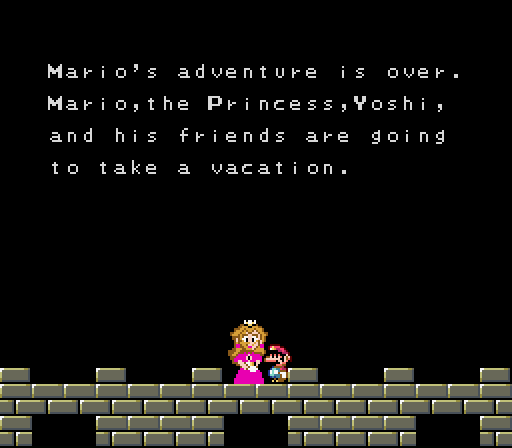 Mario's adventure is over.
Mario,the Princess,Yoshi,
and his friends are going
to take a vacation.